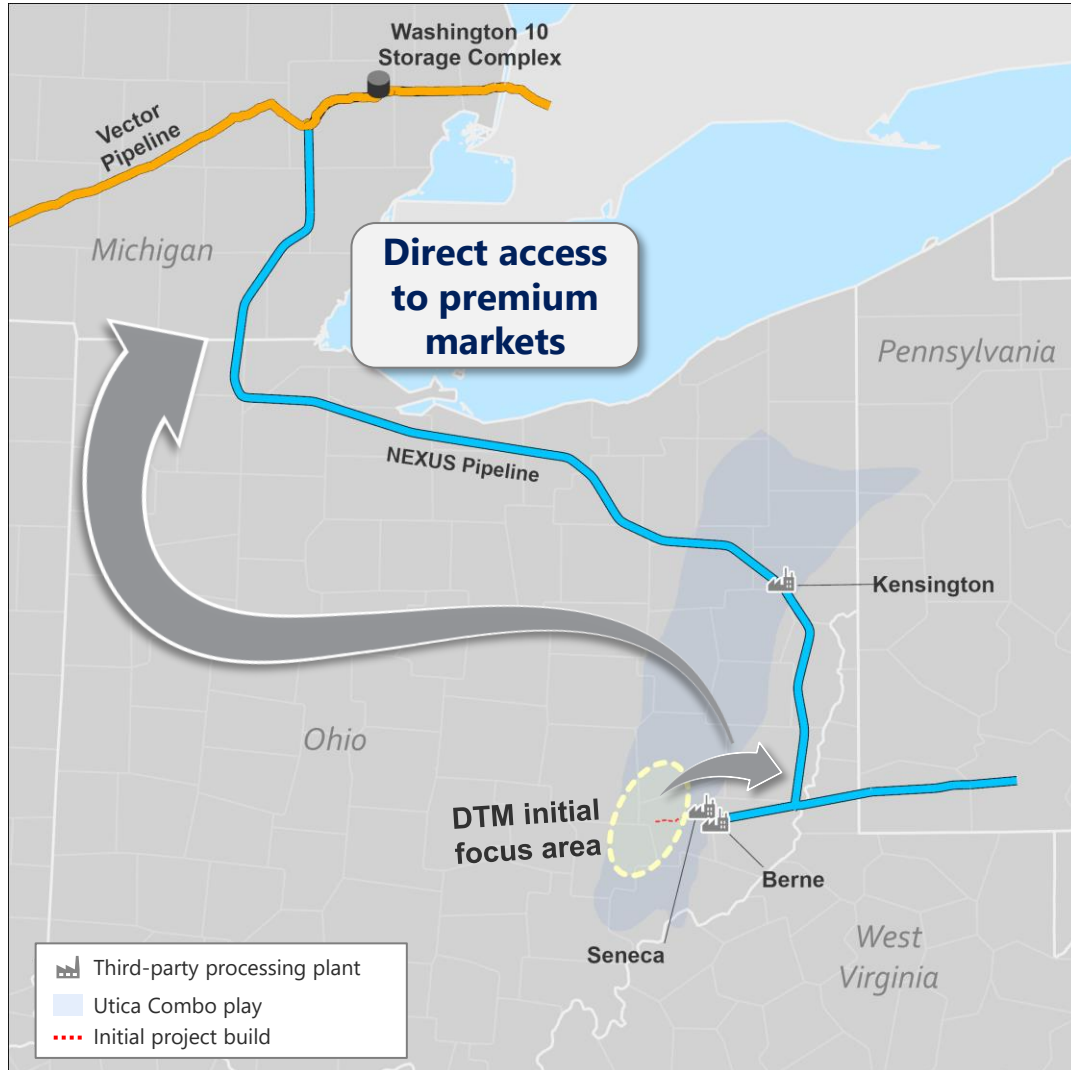 Washington 10
Storage Complex
Vector
Pipeline
Michigan
Direct access
to premium
markets
Pennsylvania
NEXUS Pipeline
Kensington
Ohio
DTM initial
focus area
Berne
Seneca
West
Virginia
Third-party processing plant
Utica Combo play
Initial project build